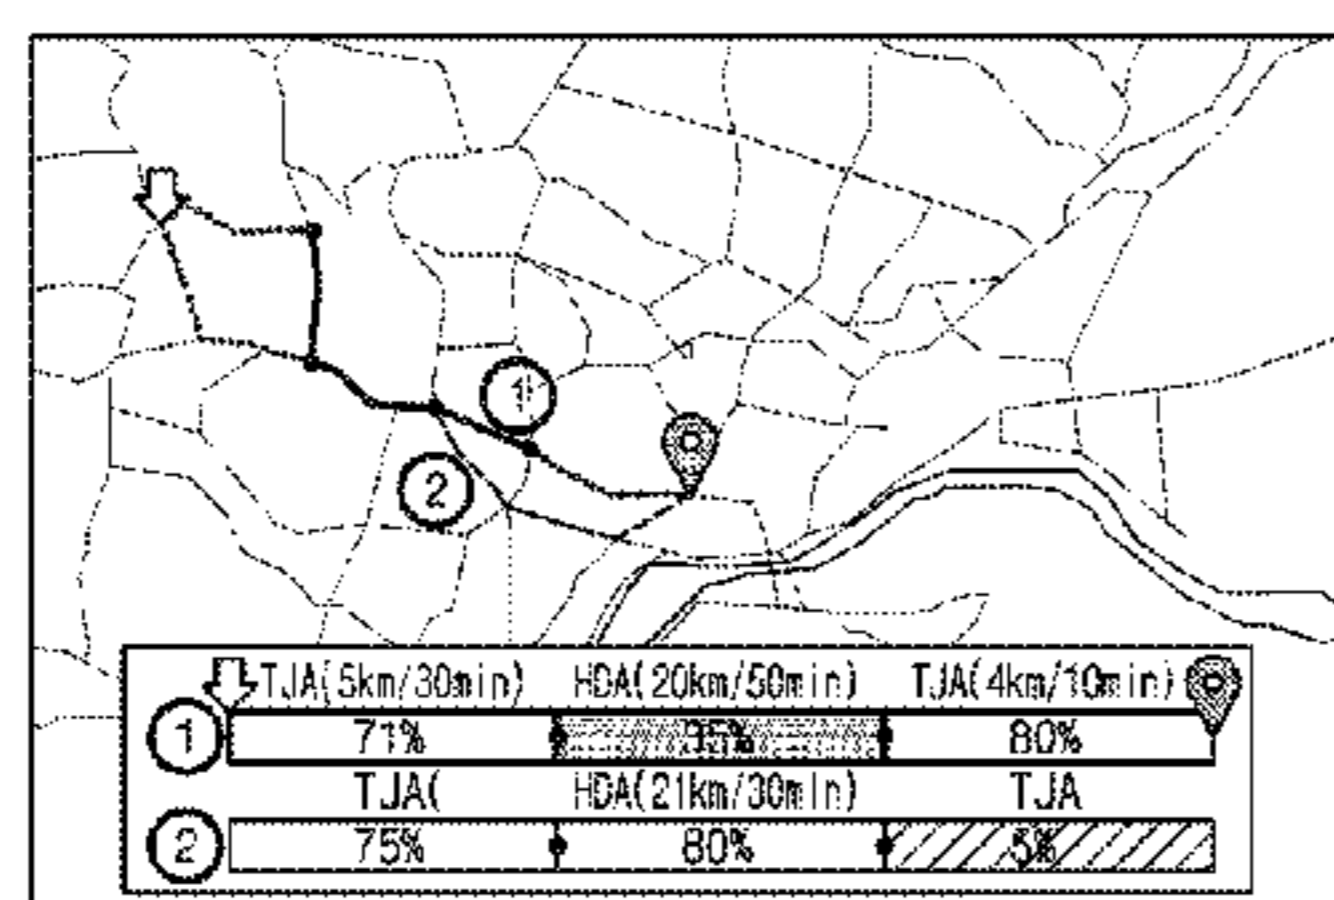 1
2
TJA(5km/30min) HDA(20km/50min) TJA(4km/10min)
1 71% 80%
TJA( HDA(21km/30min) TJA
2 75% 80% 5%